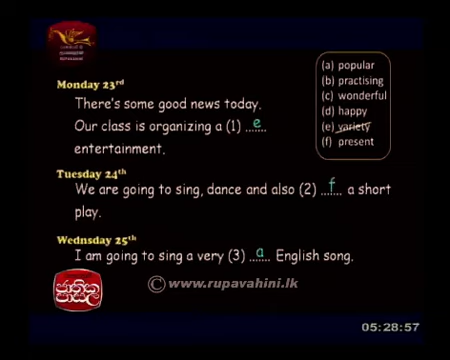 Monday 23rd
There's some good news today.
Our class is organizing a (1) ..e.....
entertainment.
Tuesday 24th
We are going to sing, dance and also (2) ..f.... a short
play.
Wednsday 25th
I am going to sing a very (3) ..a.... English song.
(a) popular
(b) practising
(c) wonderful
(d) happy
(e) variety
(f) present
ජාතික
පාසල
© www.rupavahini.lk
05:28:57